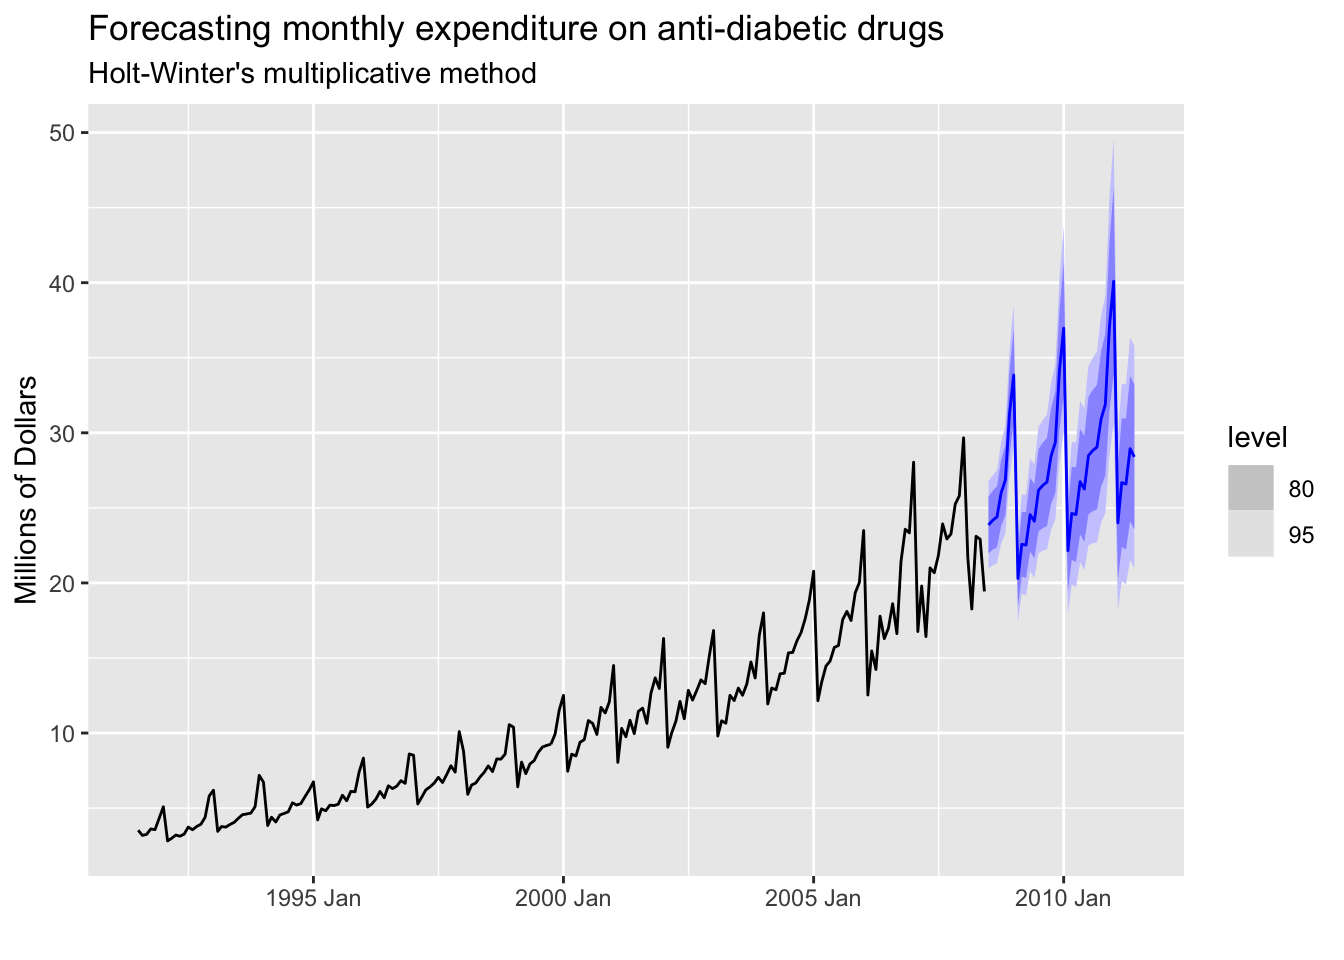 Forecasting monthly expenditure on anti-diabetic drugs
Holt-Winter's multiplicative method
Millions of Dollars
50
40
30
20
10
1995 Jan
2000 Jan
2005 Jan
2010 Jan
level
80
95